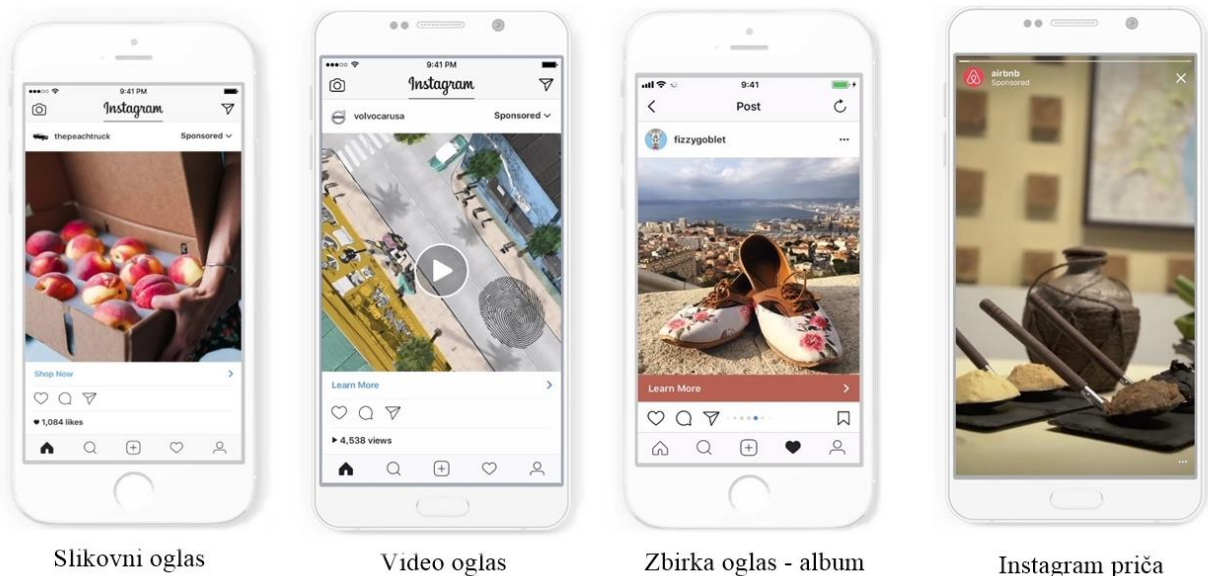 9:41 PM
Instagram
thepeachtruck Sponsored
Shop Now
1,084 likes
Slikovni oglas
9:41 PM
Instagram
volvocarusa Sponsored
Learn More
4,538 views
Video oglas
9:41
Post
fizzygoblet
Learn More
Zbirka oglas - album
airbnb
Sponsored
Instagram priča